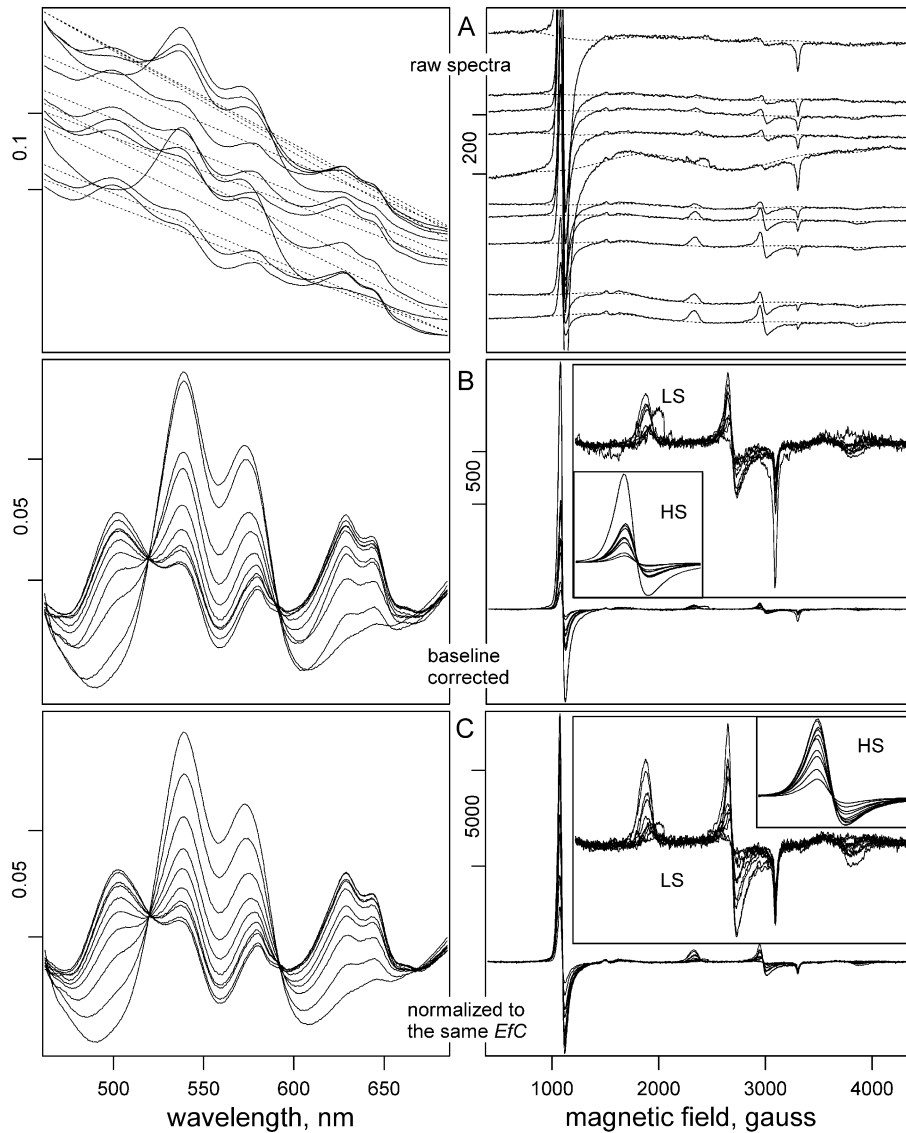 A
raw spectra
0.1
200
B
LS
HS
0.05
500
baseline
corrected
C
HS
LS
0.05
5000
normalized to
the same EfC
500 550 600 650
1000 2000 3000 4000
wavelength, nm
magnetic field, gauss